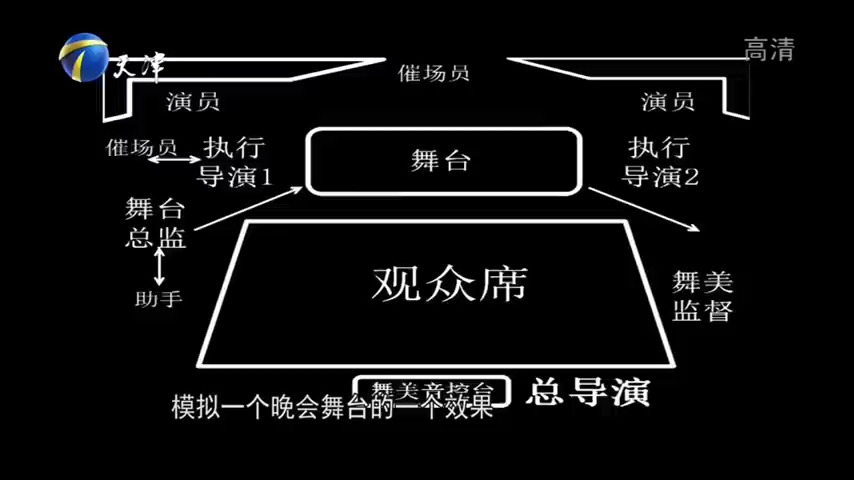 天津
高清
催场员
演员
演员
催场员
执行
导演1
舞台
执行
导演2
舞台
总监
观众席
助手
舞美
监督
舞美音控台
总导演
模拟一个晚会舞台的一个效果